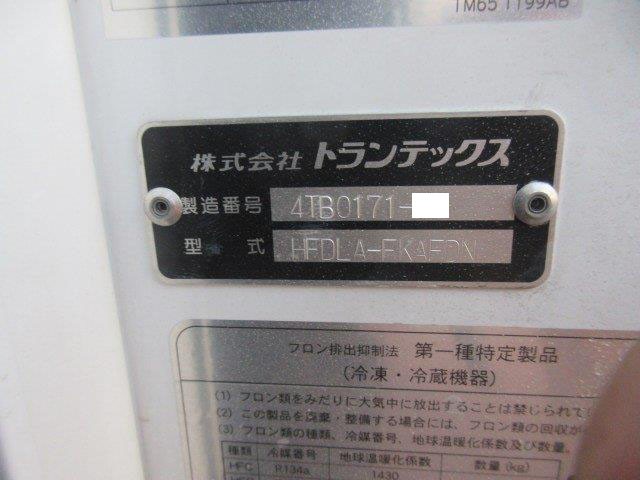 TM65 1199AB
株式会社 トランテックス
製造番号 4TB0171-
型式 HFDLA-FKAFDN
フロン排出抑制法 第一種特定製品
(冷凍・冷蔵機器)
(1) フロン類をみだりに大気中に放出することは禁じられて
(2) この製品を廃棄・整備する場合には、フロン類の回収が
(3) フロン類の種類、冷媒番号、地球温暖化係数及び数量、
種類 冷媒番号 地球温暖化係数 数量(kg)
HFC R134a 1430